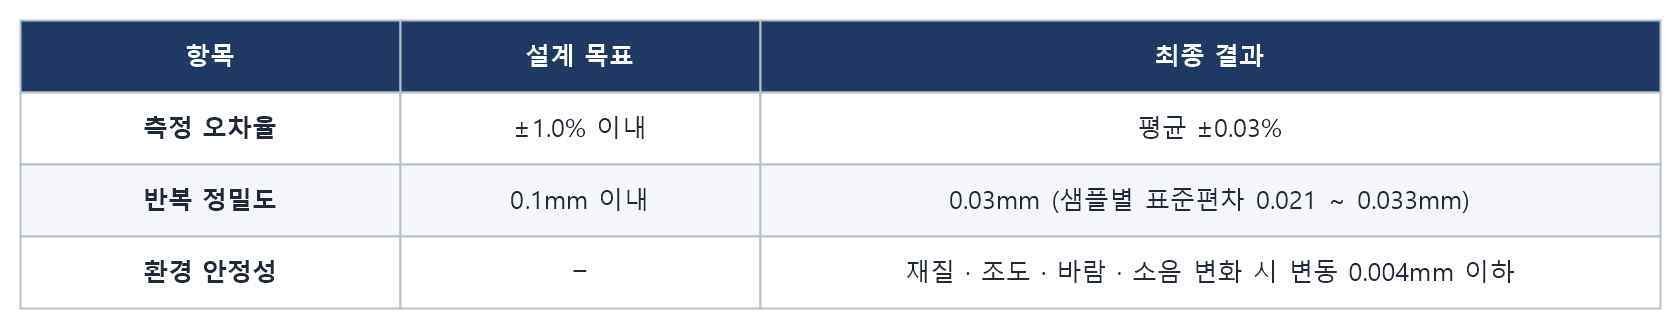 항목 설계 목표 최종 결과
측정 오차율 ±1.0% 이내 평균 ±0.03%
반복 정밀도 0.1mm 이내 0.03mm (샘플별 표준편차 0.021 ~ 0.033mm)
환경 안정성 – 재질 · 조도 · 바람 · 소음 변화 시 변동 0.004mm 이하